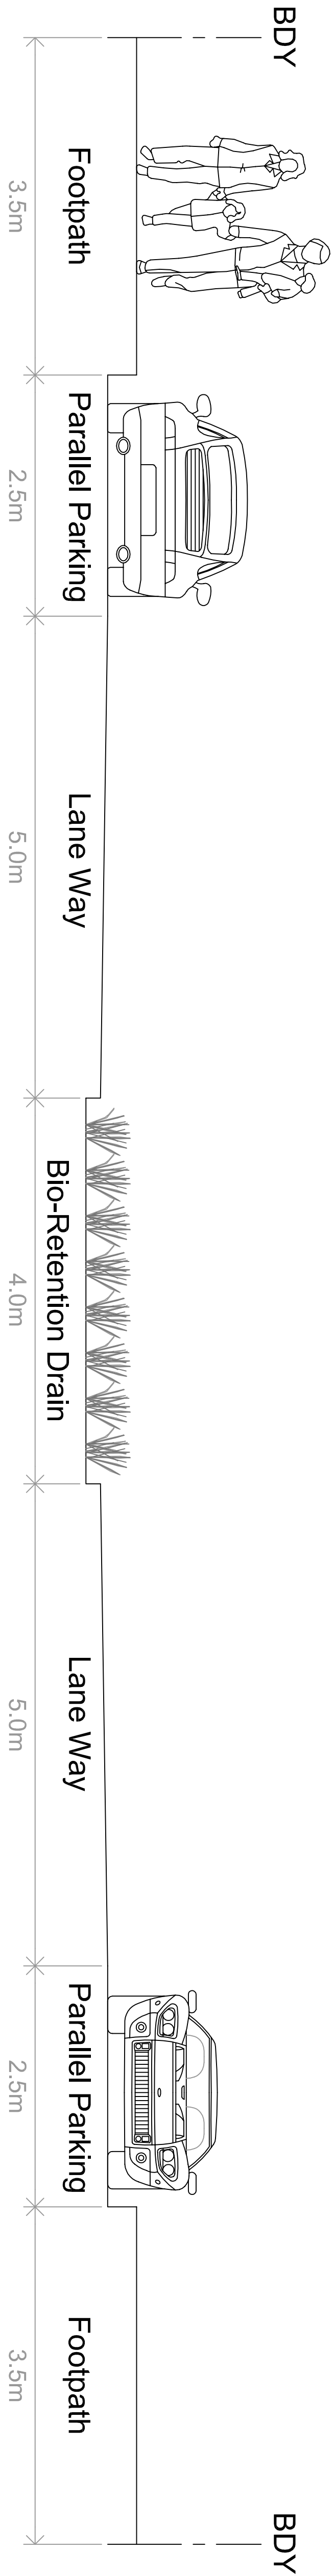 BDY
BDY
Footpath
Parallel Parking
Lane Way
Bio-Retention Drain
Lane Way
Parallel Parking
Footpath
3.5m
2.5m
5.0m
4.0m
5.0m
2.5m
3.5m